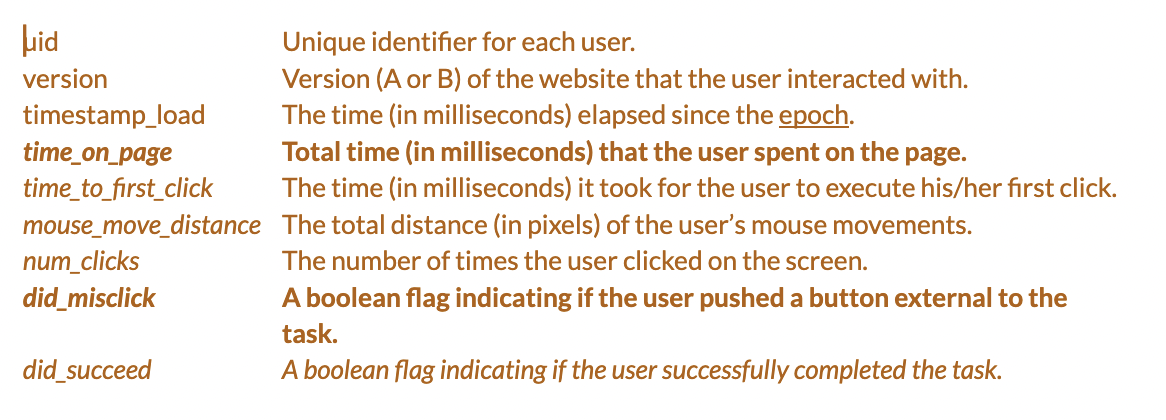 uid Unique identifier for each user.
version Version (A or B) of the website that the user interacted with.
timestamp_load The time (in milliseconds) elapsed since the epoch.
time_on_page Total time (in milliseconds) that the user spent on the page.
time_to_first_click The time (in milliseconds) it took for the user to execute his/her first click.
mouse_move_distance The total distance (in pixels) of the user’s mouse movements.
num_clicks The number of times the user clicked on the screen.
did_misclick A boolean flag indicating if the user pushed a button external to the
task.
did_succeed A boolean flag indicating if the user successfully completed the task.